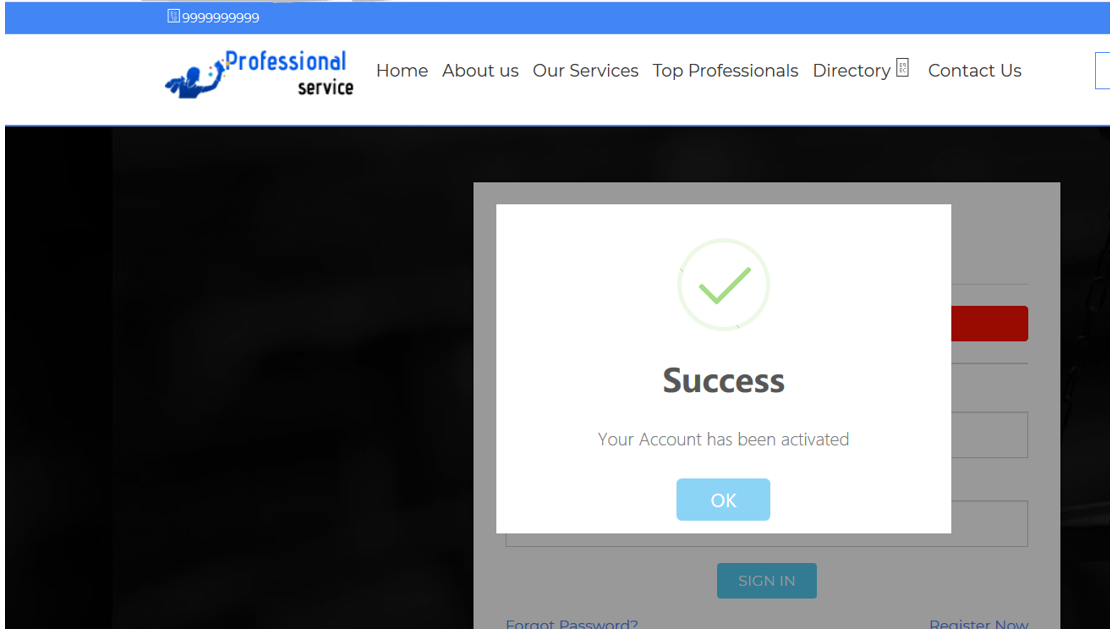 9999999999
Professional
service
Home About us Our Services Top Professionals Directory Contact Us
Success
Your Account has been activated
OK
SIGN IN
Forgot Password? Register Now